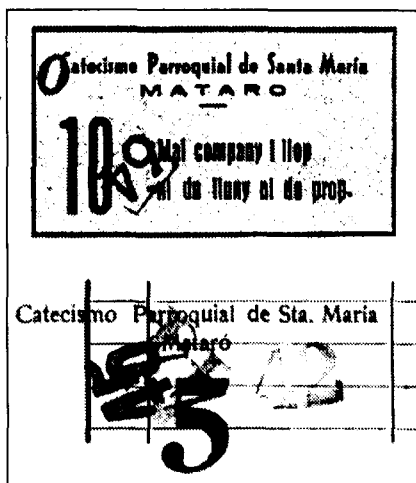 Catecismo Parroquial de Santa María
MATARO
10
Mal company i llop
ni de lluny ni de prop.
Catecismo Parroquial de Sta. María
Mataró
5